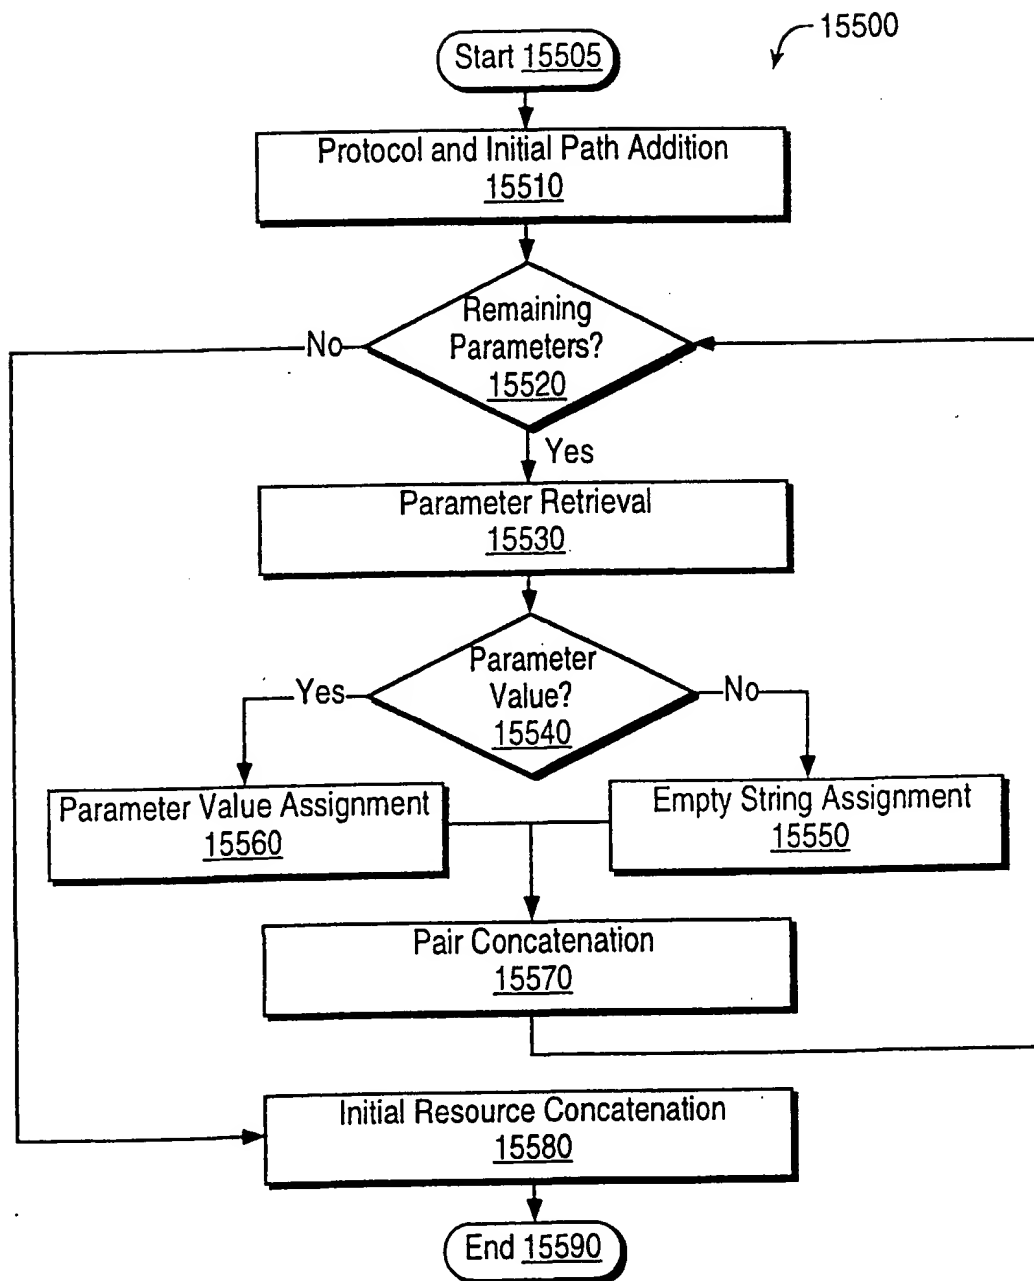 15500
Start 15505
Protocol and Initial Path Addition
15510
Remaining
Parameters?
15520
No
Yes
Parameter Retrieval
15530
Parameter
Value?
15540
Yes
No
Parameter Value Assignment
15560
Empty String Assignment
15550
Pair Concatenation
15570
Initial Resource Concatenation
15580
End 15590